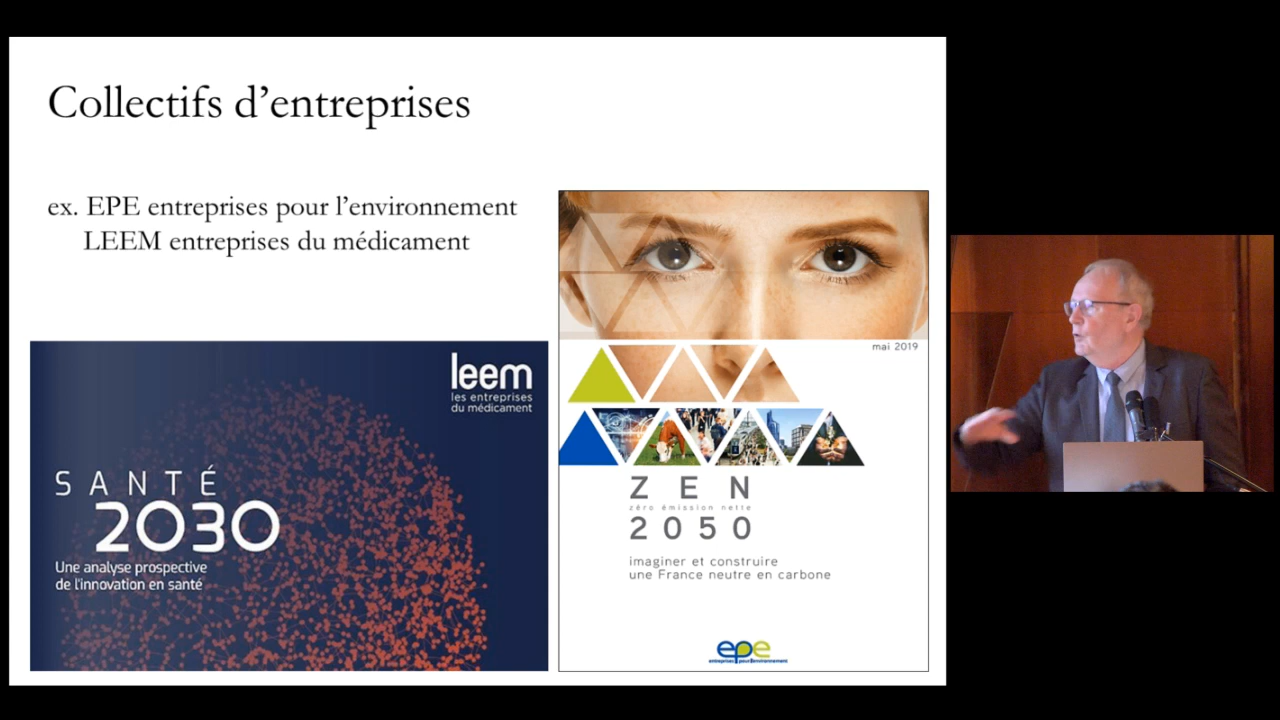 Collectifs d'entreprises
ex. EPE entreprises pour l'environnement
LEEM entreprises du médicament
leem
les entreprises
du médicament
SANTÉ
2030
Une analyse prospective
de l'innovation en santé
mai 2019
ZEN
zéro émission nette
2050
imaginer et construire
une France neutre en carbone
epe
entreprises pour l'environnement